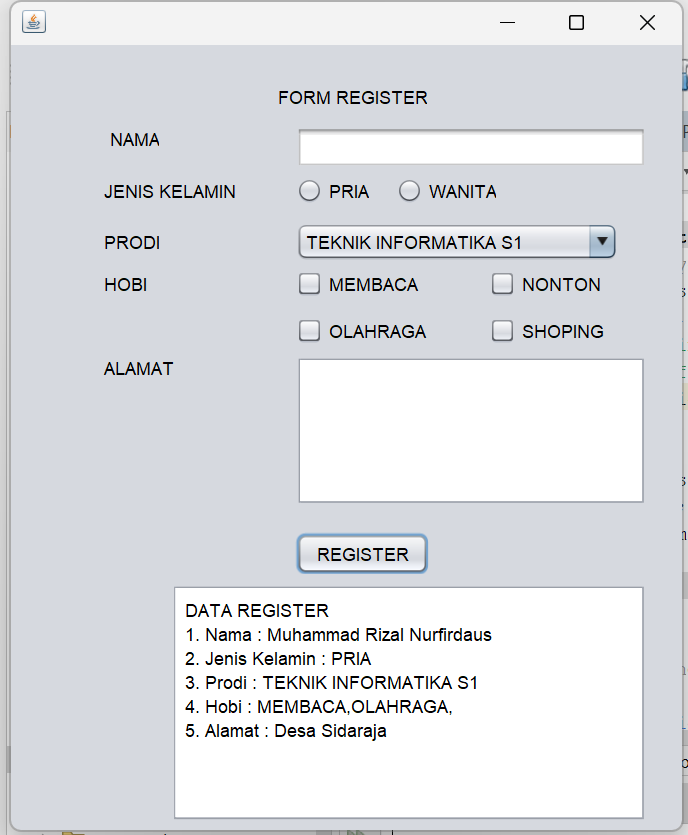 FORM REGISTER
NAMA
JENIS KELAMIN PRIA WANITA
PRODI TEKNIK INFORMATIKA S1
HOBI MEMBACA NONTON
OLAHRAGA SHOPING
ALAMAT
REGISTER
DATA REGISTER
1. Nama : Muhammad Rizal Nurfirdaus
2. Jenis Kelamin : PRIA
3. Prodi : TEKNIK INFORMATIKA S1
4. Hobi : MEMBACA,OLAHRAGA,
5. Alamat : Desa Sidaraja